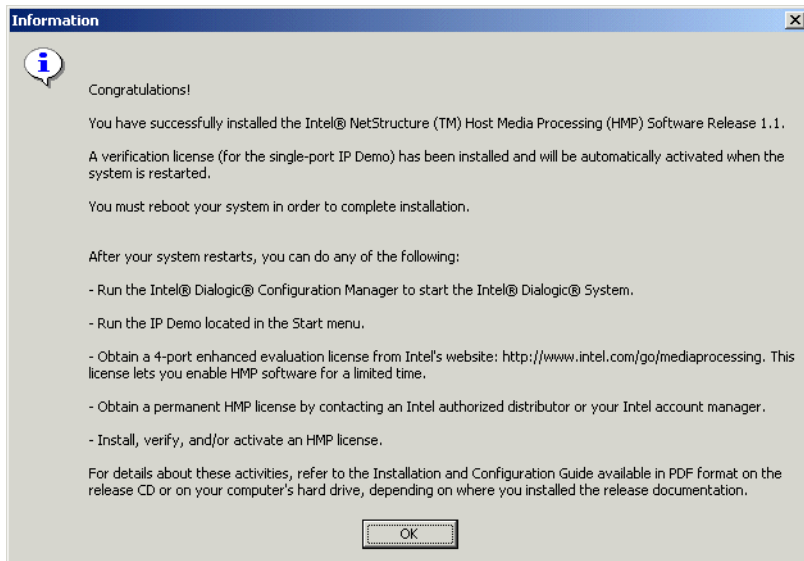 Information
Congratulations!
You have successfully installed the Intel® NetStructure (TM) Host Media Processing (HMP) Software Release 1.1.
A verification license (for the single-port IP Demo) has been installed and will be automatically activated when the
system is restarted.
You must reboot your system in order to complete installation.
After your system restarts, you can do any of the following:
- Run the Intel® Dialogic® Configuration Manager to start the Intel® Dialogic® System.
- Run the IP Demo located in the Start menu.
- Obtain a 4-port enhanced evaluation license from Intel's website: http://www.intel.com/go/mediaprocessing. This
license lets you enable HMP software for a limited time.
- Obtain a permanent HMP license by contacting an Intel authorized distributor or your Intel account manager.
- Install, verify, and/or activate an HMP license.
For details about these activities, refer to the Installation and Configuration Guide available in PDF format on the
release CD or on your computer's hard drive, depending on where you installed the release documentation.
OK